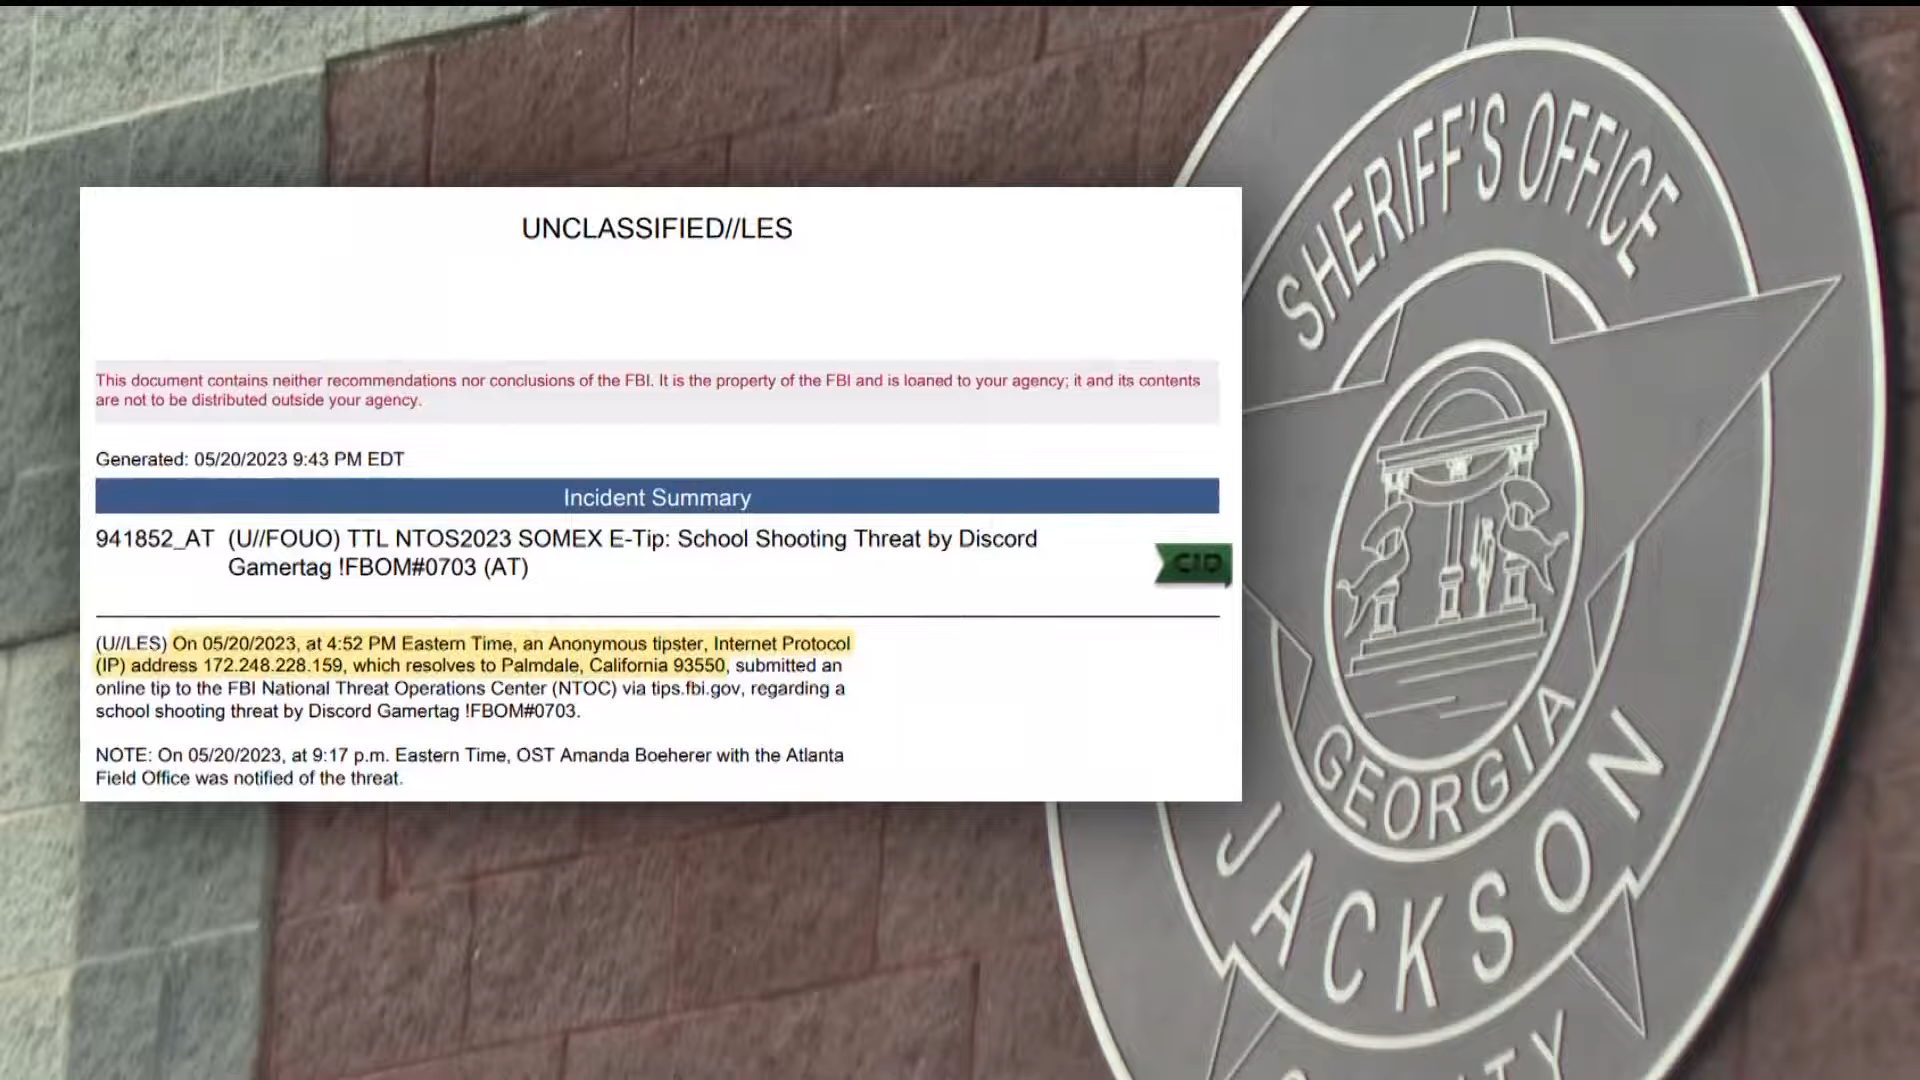 UNCLASSIFIED//LES
This document contains neither recommendations nor conclusions of the FBI. It is the property of the FBI and is loaned to your agency; it and its contents
are not to be distributed outside your agency.
Generated: 05/20/2023 9:43 PM EDT
Incident Summary
941852_AT (U//FOUO) TTL NTOS2023 SOMEX E-Tip: School Shooting Threat by Discord
Gamertag !FBOM#0703 (AT)
CID
(U//LES) On 05/20/2023, at 4:52 PM Eastern Time, an Anonymous tipster, Internet Protocol
(IP) address 172.248.228.159, which resolves to Palmdale, California 93550, submitted an
online tip to the FBI National Threat Operations Center (NTOC) via tips.fbi.gov, regarding a
school shooting threat by Discord Gamertag !FBOM#0703.
NOTE: On 05/20/2023, at 9:17 p.m. Eastern Time, OST Amanda Boeherer with the Atlanta
Field Office was notified of the threat.
SHERIFF'S OFFICE
GEORGIA
JACKSON